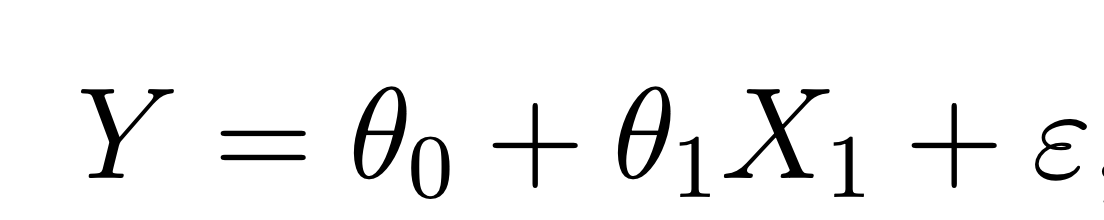 Y = θ₀ + θ₁X₁ + ε,